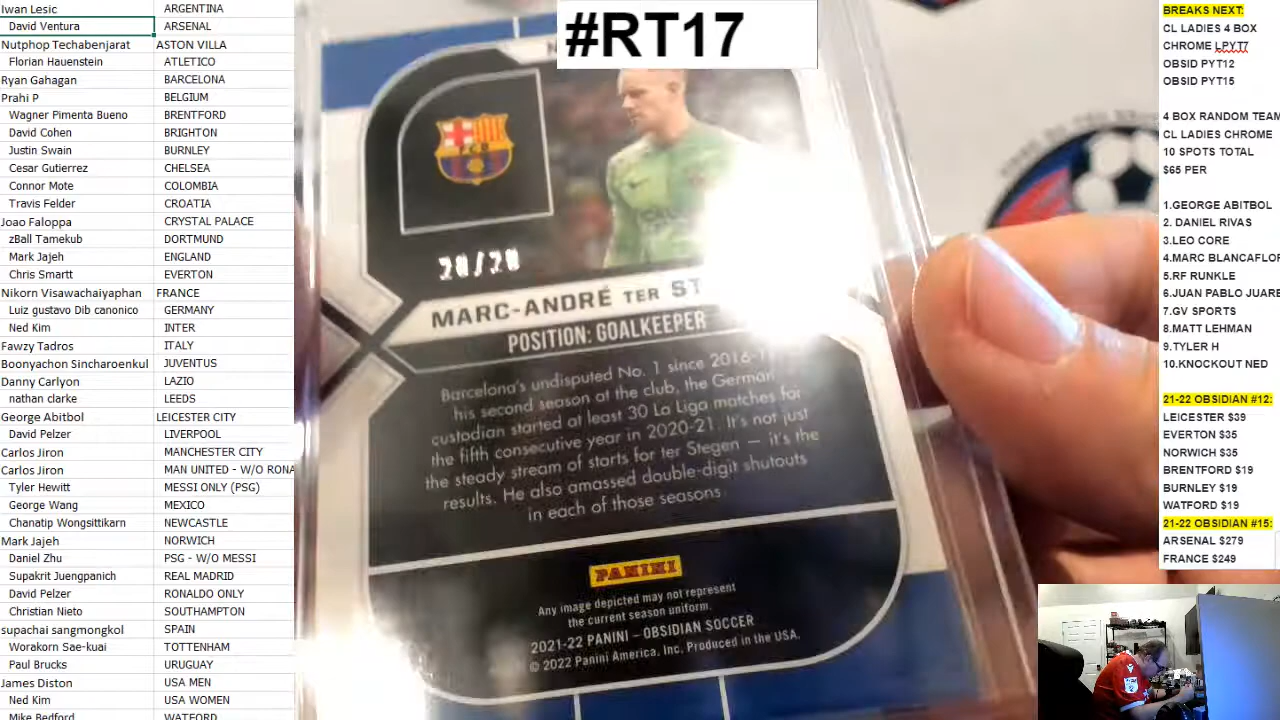 #RT17
Iwan Lesic ARGENTINA
David Ventura ARSENAL
Nutphop Techabenjarat ASTON VILLA
Florian Hauenstein ATLETICO
Ryan Gahagan BARCELONA
Prahi P BELGIUM
Wagner Pimenta Bueno BRENTFORD
David Cohen BRIGHTON
Justin Swain BURNLEY
Cesar Gutierrez CHELSEA
Connor Mote COLOMBIA
Travis Felder CROATIA
Joao Faloppa CRYSTAL PALACE
zBall Tamekub DORTMUND
Mark Jajeh ENGLAND
Chris Smartt EVERTON
Nikorn Visawachaiyaphan FRANCE
Luiz gustavo Dib canonico GERMANY
Ned Kim INTER
Fawzy Tadros ITALY
Boonyachon Sincharoenkul JUVENTUS
Danny Carlyon LAZIO
nathan clarke LEEDS
George Abitbol LEICESTER CITY
David Pelzer LIVERPOOL
Carlos Jiron MANCHESTER CITY
Carlos Jiron MAN UNITED - W/O RONA
Tyler Hewitt MESSI ONLY (PSG)
George Wang MEXICO
Chanatip Wongsittikarn NEWCASTLE
Mark Jajeh NORWICH
Daniel Zhu PSG - W/O MESSI
Supakrit Juengpanich REAL MADRID
David Pelzer RONALDO ONLY
Christian Nieto SOUTHAMPTON
supachai sangmongkol SPAIN
Worakorn Sae-kuai TOTTENHAM
Paul Brucks URUGUAY
James Diston USA MEN
Ned Kim USA WOMEN
Mike Bedford WATFORD
FCB
20/20
MARC-ANDRÉ TER ST
POSITION: GOALKEEPER
Barcelona's undisputed No. 1 since 2016-1
his second season at the club, the German
custodian started at least 30 La Liga matches for
the fifth consecutive year in 2020-21. It's not just
the steady stream of starts for ter Stegen — it's the
results. He also amassed double-digit shutouts
in each of those seasons.
PANINI
Any image depicted may not represent
the current season uniform.
2021-22 PANINI – OBSIDIAN SOCCER
© 2022 Panini America, Inc. Produced in the USA.
BREAKS NEXT:
CL LADIES 4 BOX
CHROME LPYT7
OBSID PYT12
OBSID PYT15
4 BOX RANDOM TEAM
CL LADIES CHROME
10 SPOTS TOTAL
$65 PER
1.GEORGE ABITBOL
2. DANIEL RIVAS
3.LEO CORE
4.MARC BLANCAFLOR
5.RF RUNKLE
6.JUAN PABLO JUARE
7.GV SPORTS
8.MATT LEHMAN
9.TYLER H
10.KNOCKOUT NED
21-22 OBSIDIAN #12:
LEICESTER $39
EVERTON $35
NORWICH $35
BRENTFORD $19
BURNLEY $19
WATFORD $19
21-22 OBSIDIAN #15:
ARSENAL $279
FRANCE $249